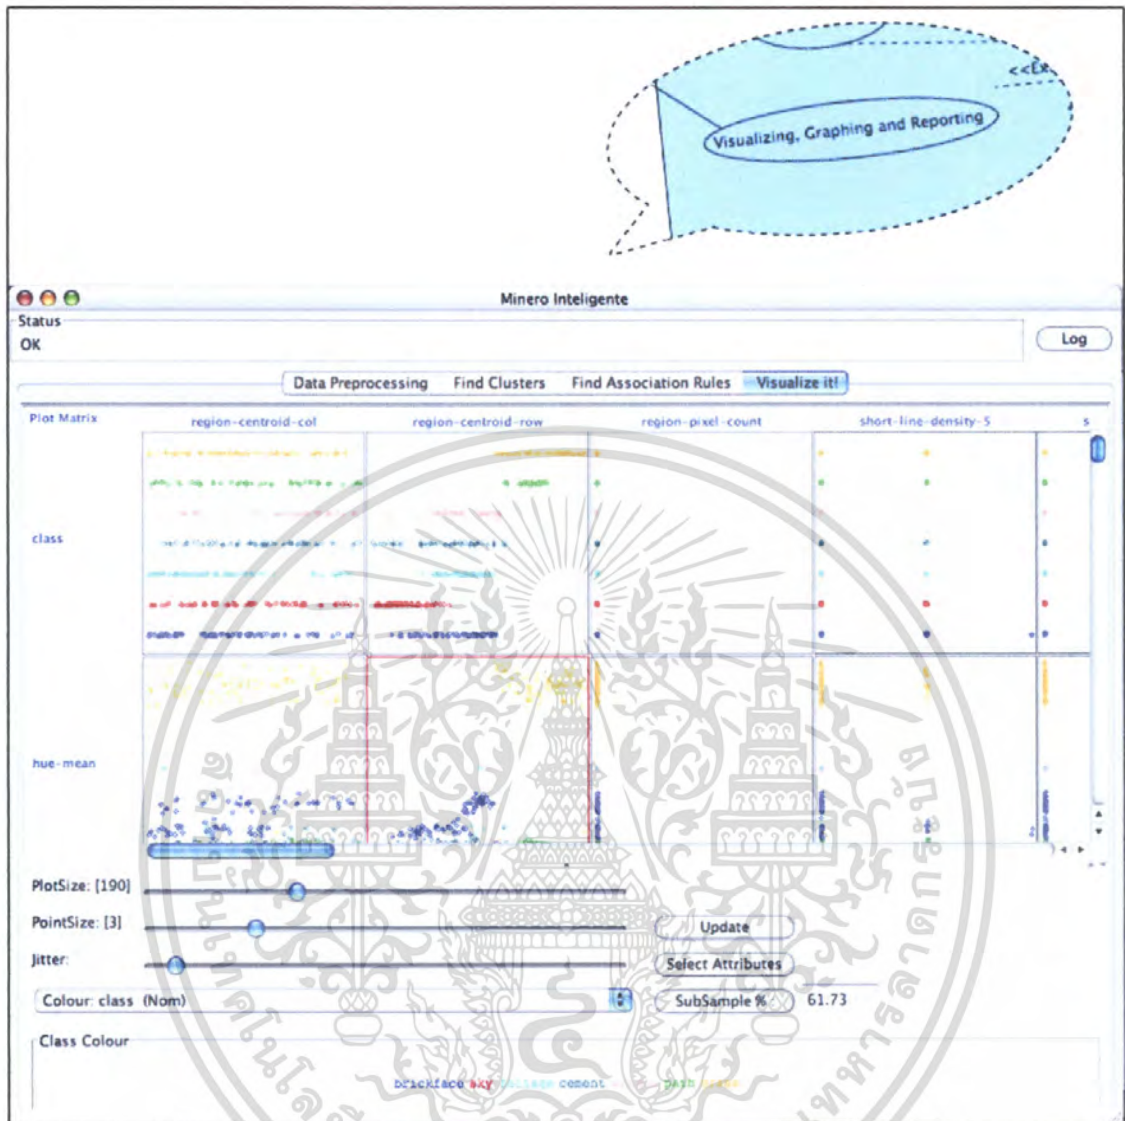 <<Ex
Visualizing, Graphing and Reporting
Minero Inteligente
Status
OK
Log
Data Preprocessing Find Clusters Find Association Rules Visualize it!
Plot Matrix region-centroid-col region-centroid-row region-pixel-count short-line-density-5 s
class
hue-mean
PlotSize: [190]
PointSize: [3]
Update
Jitter:
Select Attributes
Colour: class (Nom)
SubSample % : 61.73
Class Colour
brickface sky foliage cement path grass